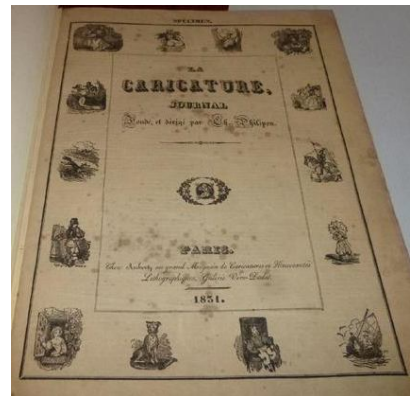 SPECIMEN.
LA
CARICATURE,
JOURNAL
Fondé, et dirigé par Ch. Philipon.
PARIS.
Chez Aubert, au grand Magasin de Caricatures et Nouveautés
Lithographiques, Galerie Véro-Dodat.
1831.